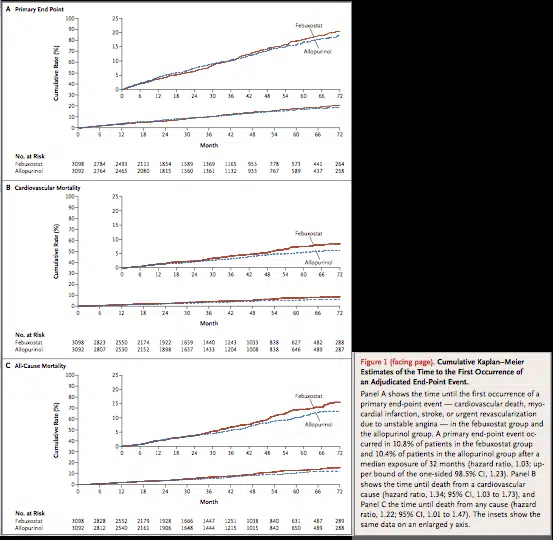 A Primary End Point
Cumulative Rate (%)
100
90
80
70
60
50
40
30
20
10
0
25
20
15
10
5
0
Febuxostat
Allopurinol
0 6 12 18 24 30 36 42 48 54 60 66 72
0 6 12 18 24 30 36 42 48 54 60 66 72
Month
No. at Risk
Febuxostat 3098 2784 2493 2111 1854 1589 1369 1165 955 778 573 441 264
Allopurinol 3092 2764 2465 2080 1815 1560 1361 1132 933 767 589 437 258
B Cardiovascular Mortality
Cumulative Rate (%)
100
90
80
70
60
50
40
30
20
10
0
25
20
15
10
5
0
Febuxostat
Allopurinol
0 6 12 18 24 30 36 42 48 54 60 66 72
0 6 12 18 24 30 36 42 48 54 60 66 72
Month
No. at Risk
Febuxostat 3098 2823 2550 2174 1922 1659 1440 1243 1033 838 627 482 288
Allopurinol 3092 2807 2530 2152 1898 1637 1433 1204 1008 838 646 489 287
C All-Cause Mortality
Cumulative Rate (%)
100
90
80
70
60
50
40
30
20
10
0
25
20
15
10
5
0
Febuxostat
Allopurinol
0 6 12 18 24 30 36 42 48 54 60 66 72
0 6 12 18 24 30 36 42 48 54 60 66 72
Month
No. at Risk
Febuxostat 3098 2828 2552 2179 1928 1666 1447 1251 1038 840 631 487 289
Allopurinol 3092 2812 2540 2161 1906 1648 1444 1215 1015 842 650 489 288
Figure 1 (facing page). Cumulative Kaplan–Meier
Estimates of the Time to the First Occurrence of
an Adjudicated End-Point Event.
Panel A shows the time until the first occurrence of a
primary end-point event — cardiovascular death, myo-
cardial infarction, stroke, or urgent revascularization
due to unstable angina — in the febuxostat group and
the allopurinol group. A primary end-point event oc-
curred in 10.8% of patients in the febuxostat group
and 10.4% of patients in the allopurinol group after a
median exposure of 32 months (hazard ratio, 1.03; up-
per bound of the one-sided 98.5% CI, 1.23). Panel B
shows the time until death from a cardiovascular
cause (hazard ratio, 1.34; 95% CI, 1.03 to 1.73), and
Panel C the time until death from any cause (hazard
ratio, 1.22; 95% CI, 1.01 to 1.47). The insets show the
same data on an enlarged y axis.